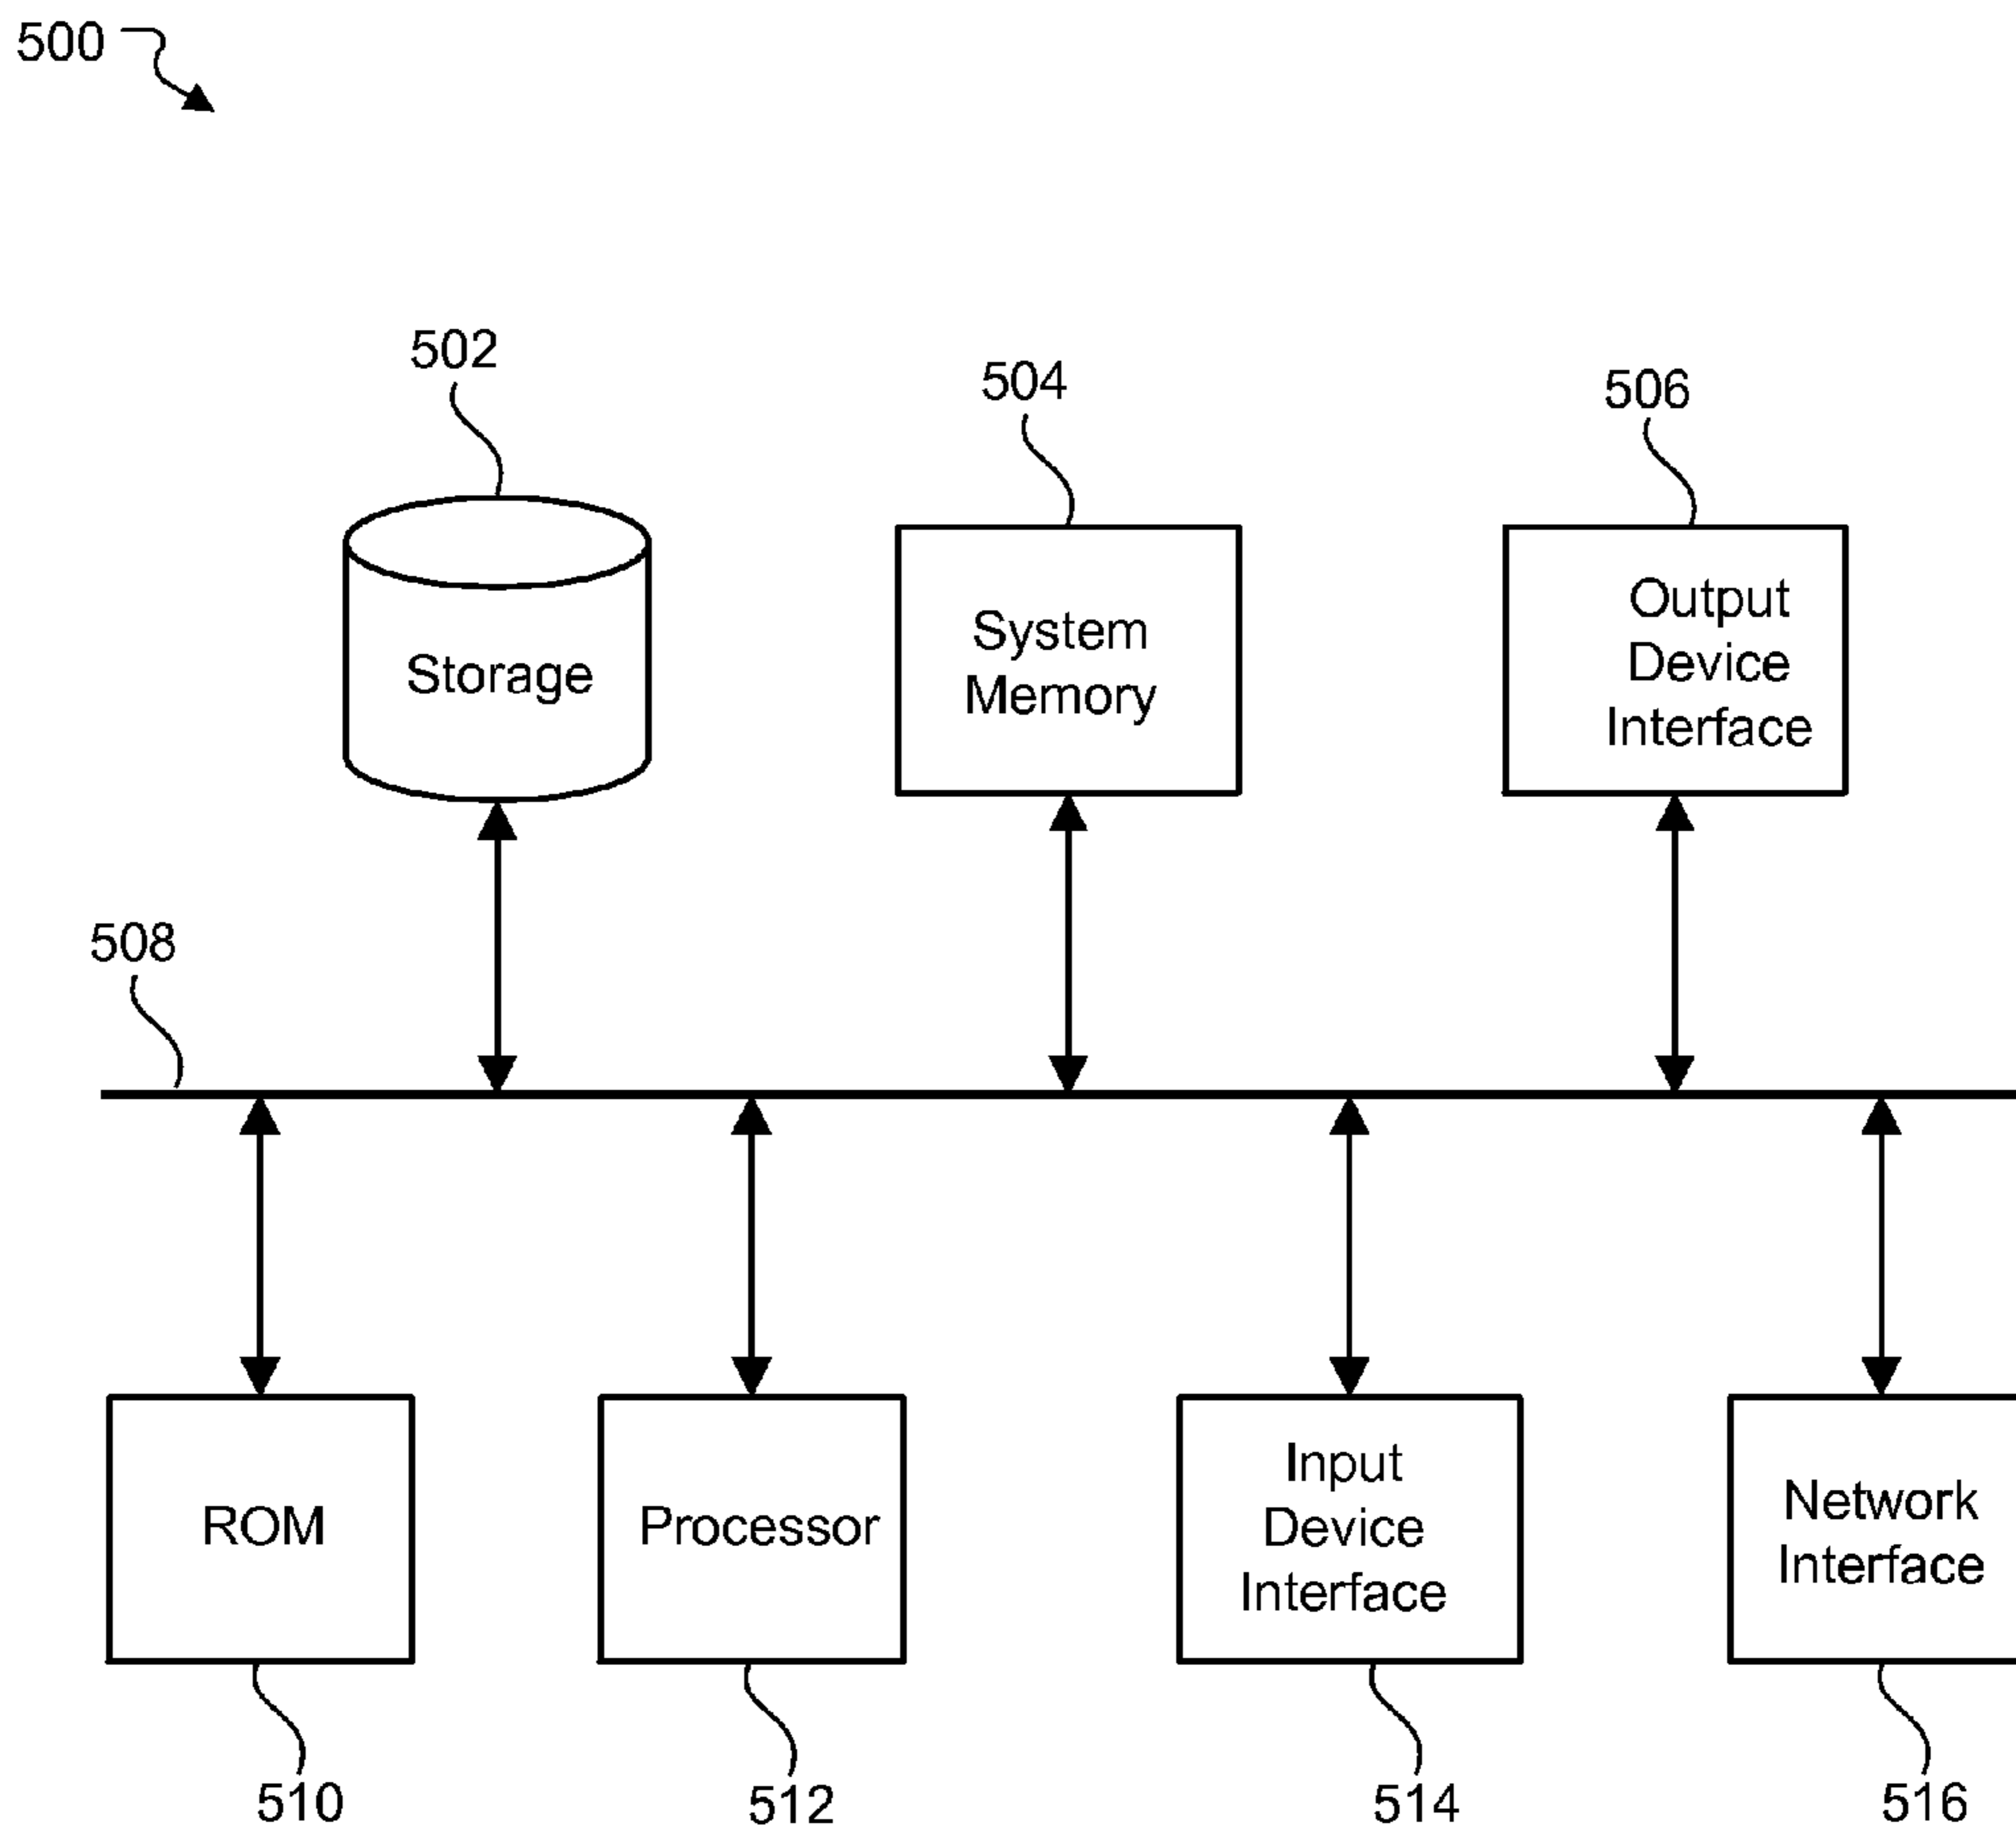 500
502
504
506
Storage
System
Memory
Output
Device
Interface
508
ROM
Processor
Input
Device
Interface
Network
Interface
510
512
514
516